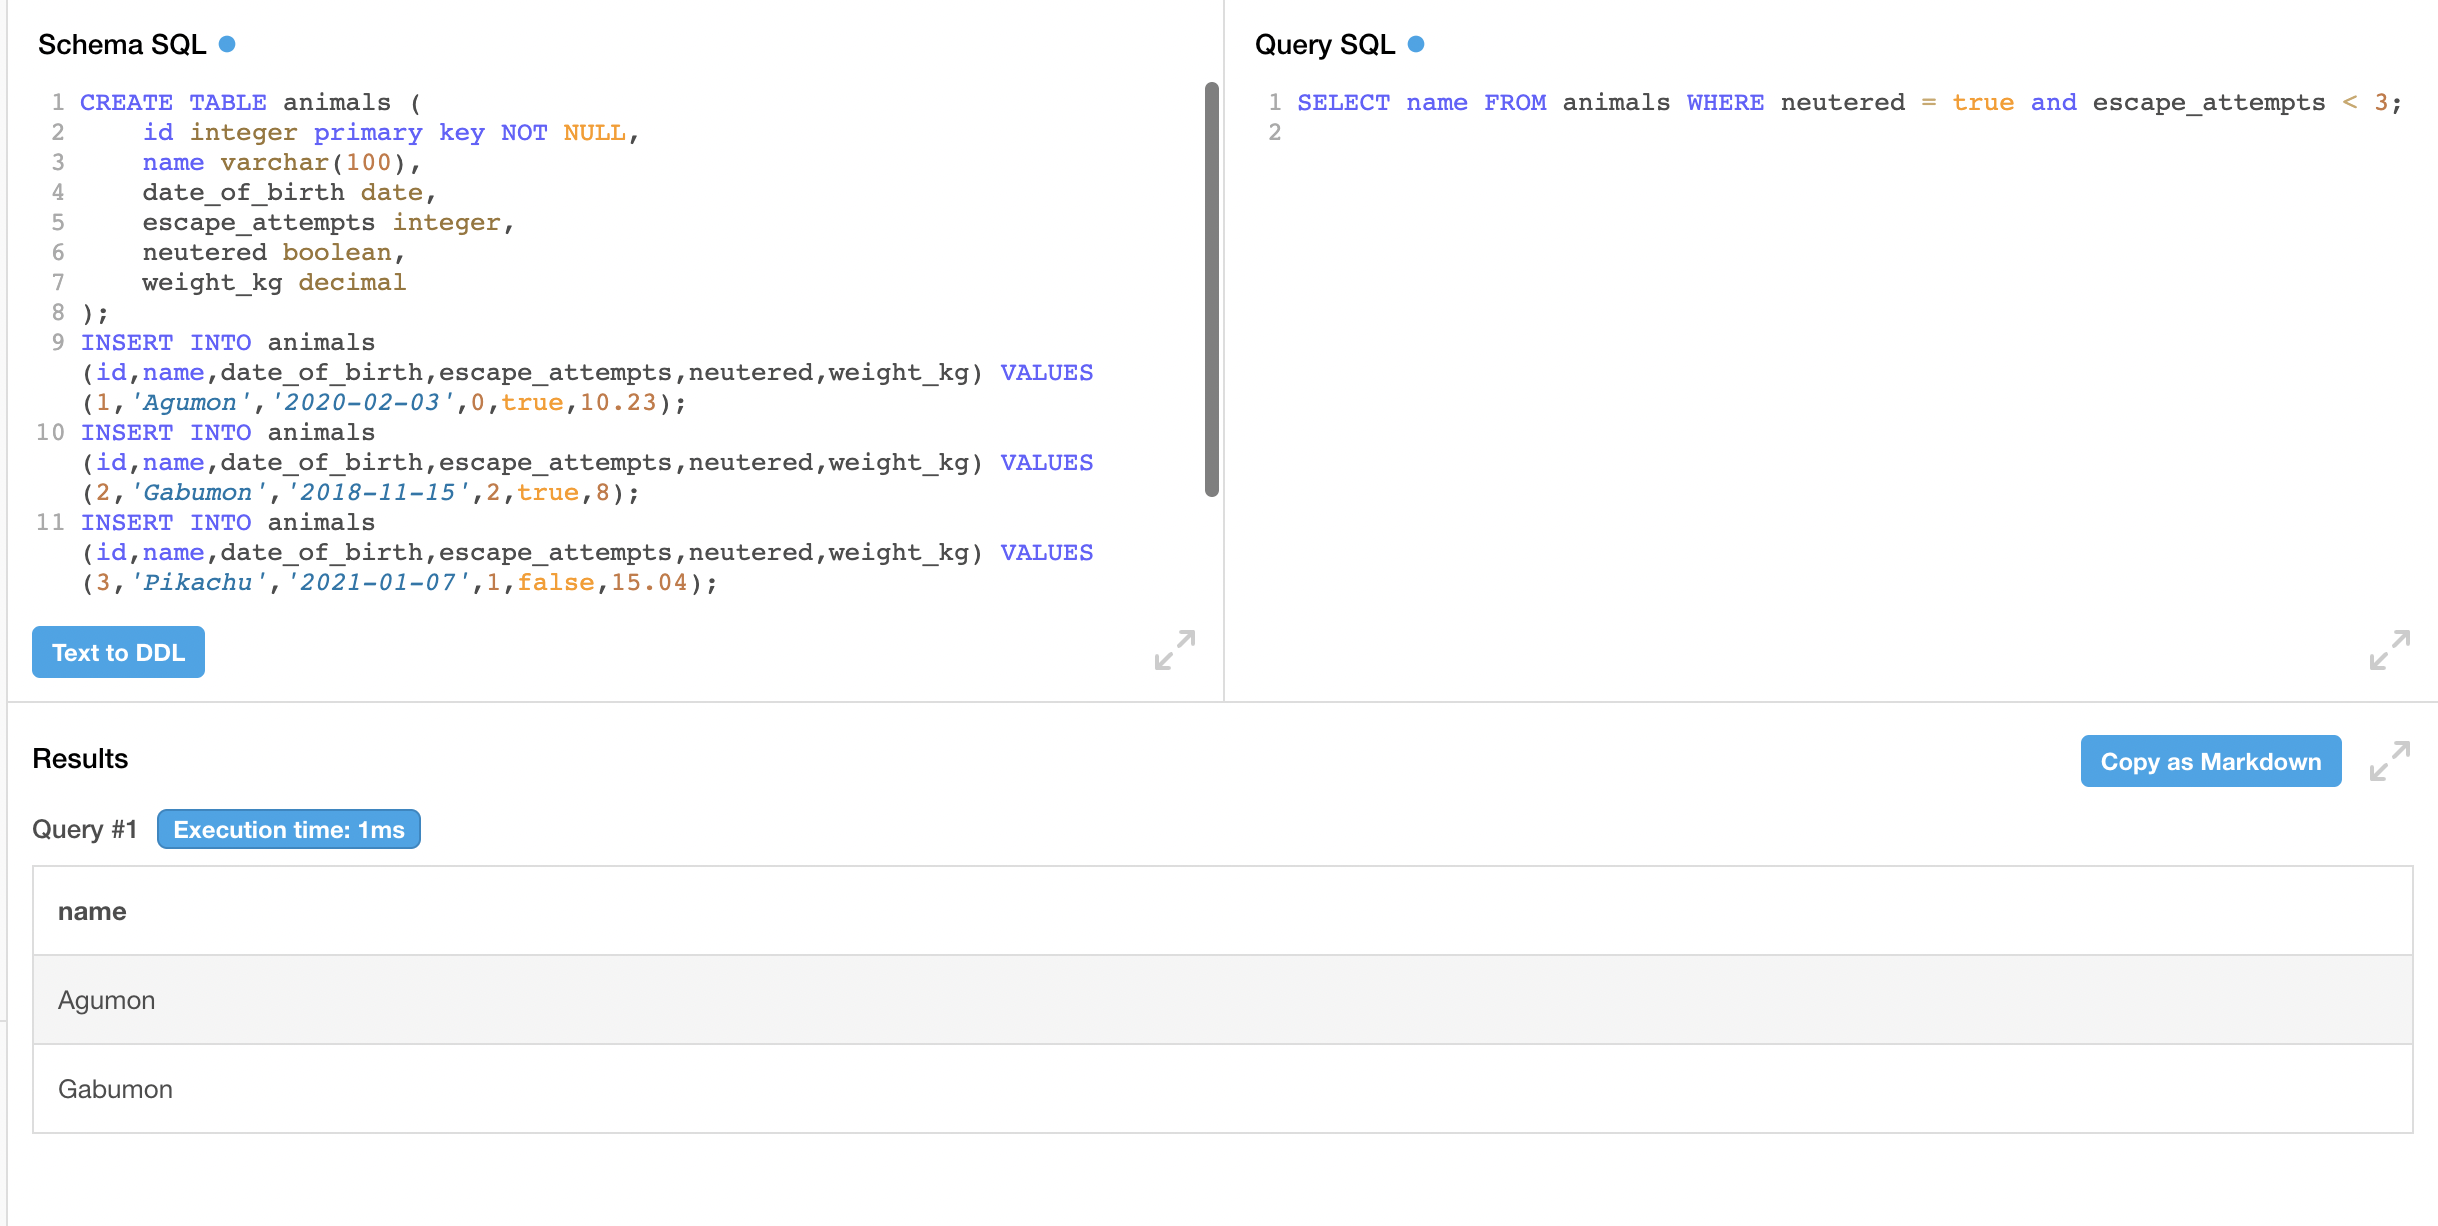 Schema SQL
1 CREATE TABLE animals (
2 id integer primary key NOT NULL,
3 name varchar(100),
4 date_of_birth date,
5 escape_attempts integer,
6 neutered boolean,
7 weight_kg decimal
8 );
9 INSERT INTO animals
(id,name,date_of_birth,escape_attempts,neutered,weight_kg) VALUES
(1,'Agumon','2020-02-03',0,true,10.23);
10 INSERT INTO animals
(id,name,date_of_birth,escape_attempts,neutered,weight_kg) VALUES
(2,'Gabumon','2018-11-15',2,true,8);
11 INSERT INTO animals
(id,name,date_of_birth,escape_attempts,neutered,weight_kg) VALUES
(3,'Pikachu','2021-01-07',1,false,15.04);
Text to DDL
Query SQL
1 SELECT name FROM animals WHERE neutered = true and escape_attempts < 3;
2
Results
Copy as Markdown
Query #1 Execution time: 1ms
name
Agumon
Gabumon